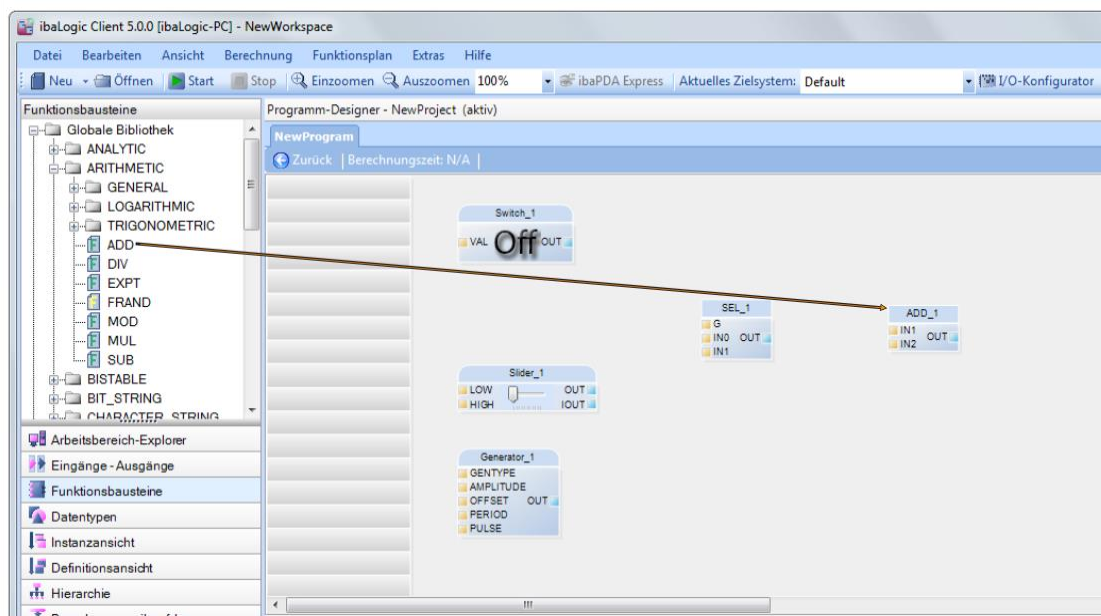 ibaLogic Client 5.0.0 [ibaLogic-PC] - NewWorkspace
Datei Bearbeiten Ansicht Berechnung Funktionsplan Extras Hilfe
Neu Öffnen Start Stop Einzoomen Auszoomen 100% ibaPDA Express Aktuelles Zielsystem: Default I/O-Konfigurator
Funktionsbausteine
Globale Bibliothek
ANALYTIC
ARITHMETIC
GENERAL
LOGARITHMIC
TRIGONOMETRIC
ADD
DIV
EXPT
FRAND
MOD
MUL
SUB
BISTABLE
BIT_STRING
CHARACTER_STRING
Arbeitsbereich-Explorer
Eingänge - Ausgänge
Funktionsbausteine
Datentypen
Instanzansicht
Definitionsansicht
Hierarchie
Programm-Designer - NewProject (aktiv)
NewProgram
Zurück | Berechnungszeit: N/A |
Switch_1
VAL Off OUT
SEL_1
G
IN0 OUT
IN1
ADD_1
IN1
OUT
IN2
Slider_1
LOW OUT
HIGH IOUT
Generator_1
GENTYPE
AMPLITUDE
OFFSET OUT
PERIOD
PULSE